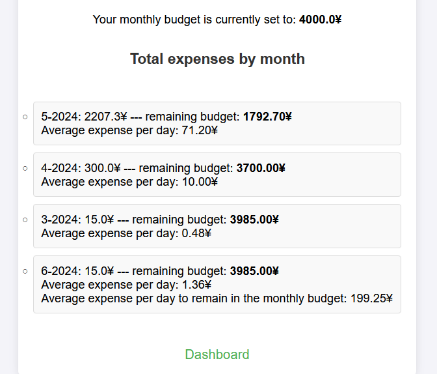 Your monthly budget is currently set to: 4000.0¥
Total expenses by month
5-2024: 2207.3¥ --- remaining budget: 1792.70¥
Average expense per day: 71.20¥
4-2024: 300.0¥ --- remaining budget: 3700.00¥
Average expense per day: 10.00¥
3-2024: 15.0¥ --- remaining budget: 3985.00¥
Average expense per day: 0.48¥
6-2024: 15.0¥ --- remaining budget: 3985.00¥
Average expense per day: 1.36¥
Average expense per day to remain in the monthly budget: 199.25¥
Dashboard